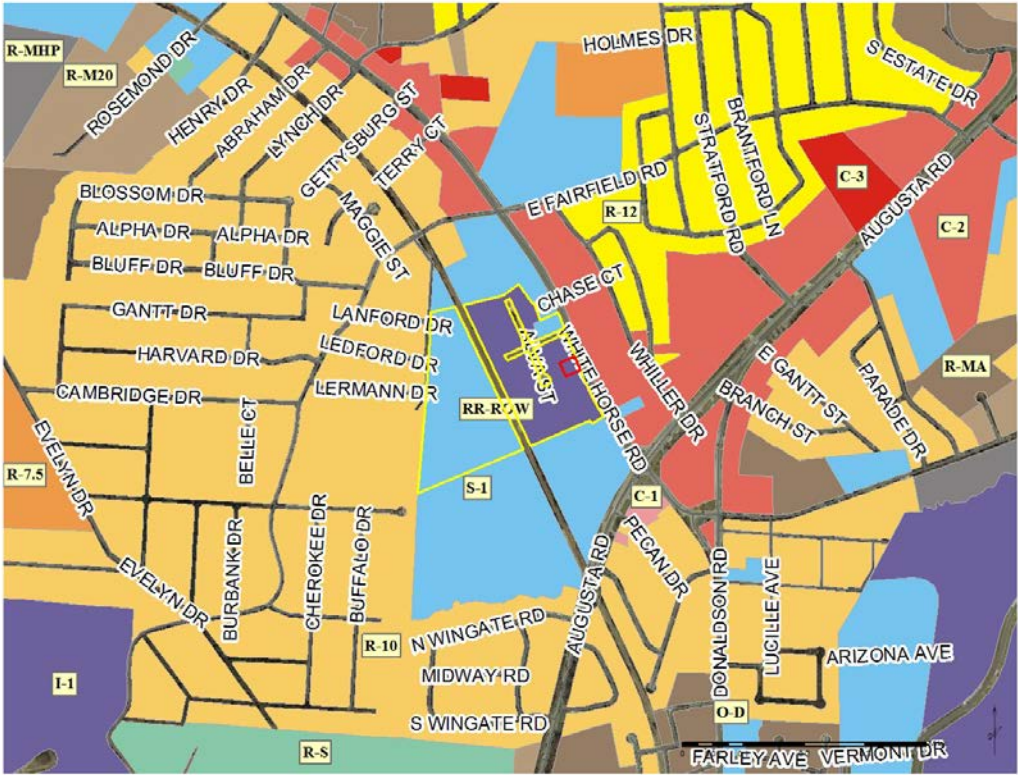 HOLMES DR
S ESTATE DR
R-MHP
R-M20
ROSEMOND DR
HENRY DR
ABRAHAM DR
LYNCH DR
GETTYSBURG ST
TERRY CT
STRATFORD RD
BRANTFORD LN
C-3
AUGUSTA RD
E FAIRFIELD RD
R-12
C-2
BLOSSOM DR
MAGGIE ST
ALPHA DR
ALPHA DR
BLUFF DR
BLUFF DR
CHASE CT
GANTT DR
LANFORD DR
HARVARD DR
LEDFORD DR
ALVA ST
WHITE HORSE RD
WHILLER DR
E GANTT ST
PARADE DR
R-MA
CAMBRIDGE DR
LERMANN DR
RR-ROW
BRANCH ST
BELLE CT
EVELYN DR
R-7.5
S-1
C-1
PECAN DR
BURBANK DR
CHEROKEE DR
BUFFALO DR
EVELYN DR
AUGUSTA RD
DONALDSON RD
LUCILLE AVE
N WINGATE RD
R-10
ARIZONA AVE
MIDWAY RD
I-1
S WINGATE RD
O-D
R-S
FARLEY AVE
VERMONT DR